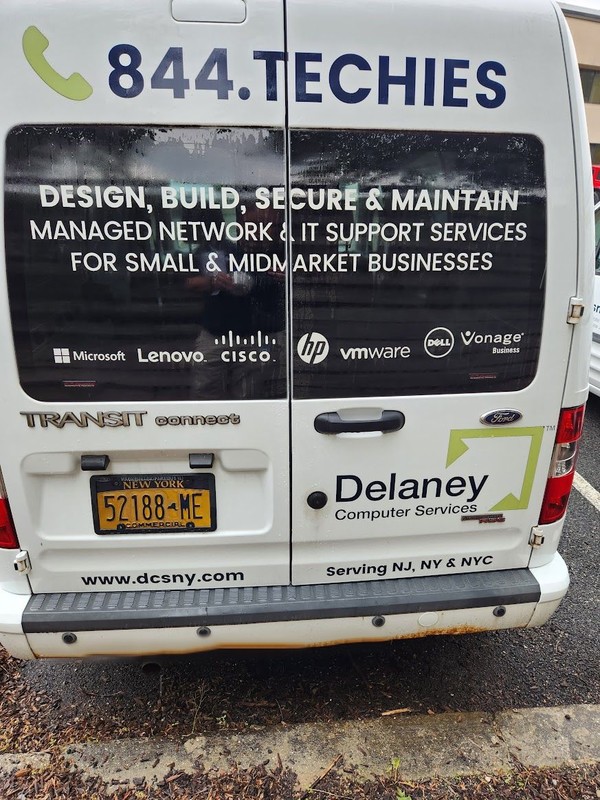 844.TECHIES
DESIGN, BUILD, SECURE & MAINTAIN
MANAGED NETWORK & IT SUPPORT SERVICES
FOR SMALL & MIDMARKET BUSINESSES
Microsoft Lenovo. CISCO. hp vmware DELL Vonage Business
TRANSIT connect
Ford
TM
NEW YORK
52188 ME
COMMERCIAL
Delaney
Computer Services
www.dcsny.com
Serving NJ, NY & NYC